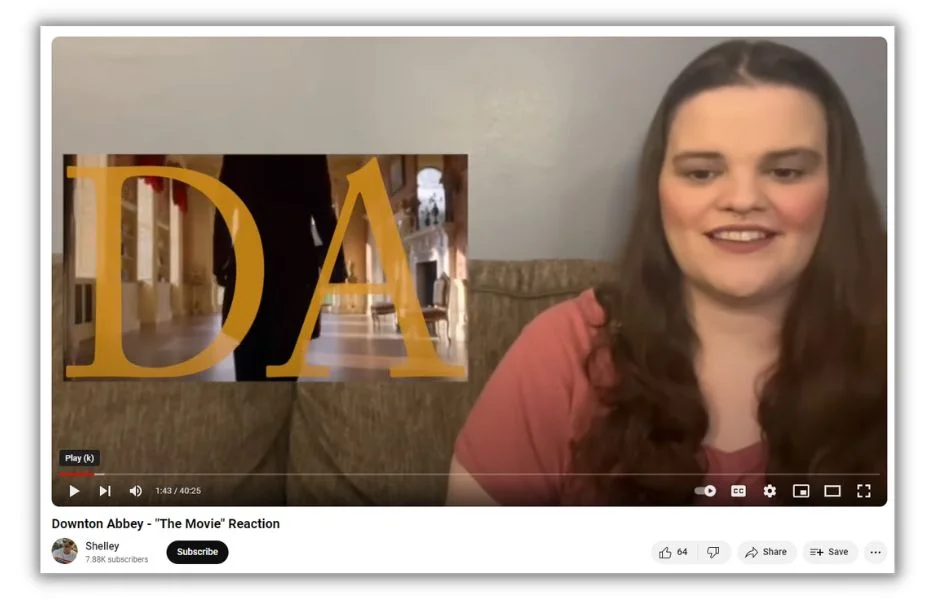 DA
Play (k)
1:43 / 40:25
CC
Downton Abbey - "The Movie" Reaction
Shelley
7.88K subscribers
Subscribe
64
Share
Save